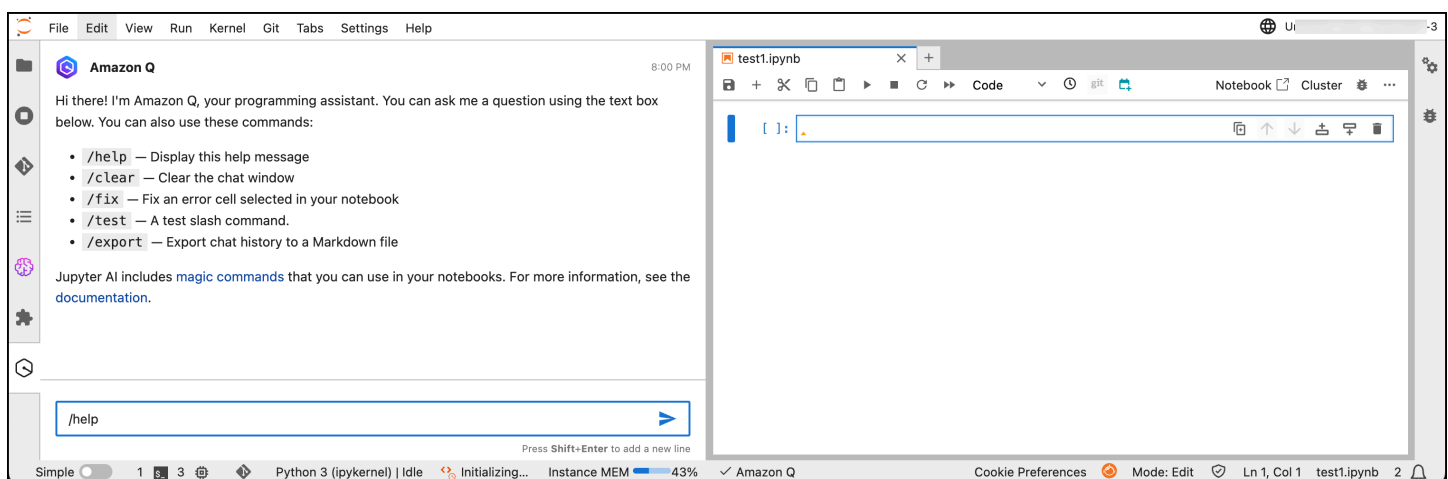 File Edit View Run Kernel Git Tabs Settings Help
-3
Amazon Q
8:00 PM
Hi there! I'm Amazon Q, your programming assistant. You can ask me a question using the text box
below. You can also use these commands:
• /help — Display this help message
• /clear — Clear the chat window
• /fix — Fix an error cell selected in your notebook
• /test — A test slash command.
• /export — Export chat history to a Markdown file
Jupyter AI includes magic commands that you can use in your notebooks. For more information, see the
documentation.
/help
Press Shift+Enter to add a new line
test1.ipynb
Code git Notebook Cluster
[ ]:
Simple 1 3 Python 3 (ipykernel) | Idle Initializing... Instance MEM 43% Amazon Q Cookie Preferences Mode: Edit Ln 1, Col 1 test1.ipynb 2